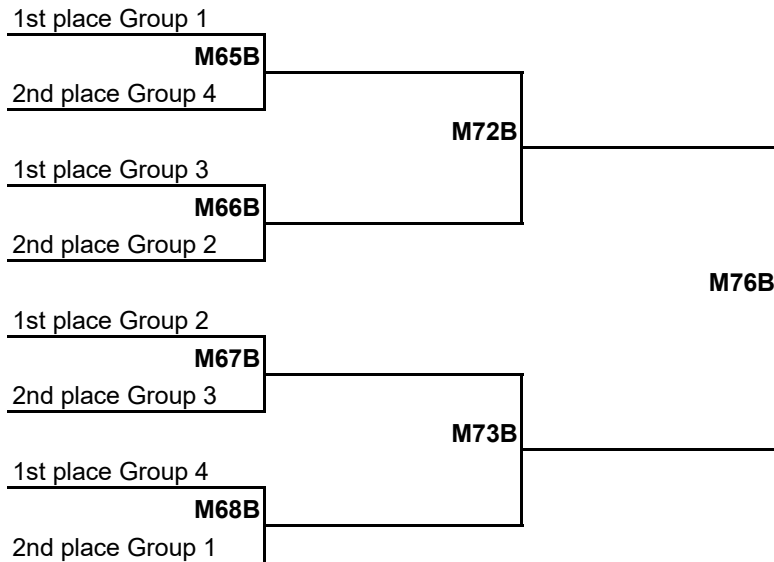 1st place Group 1
M65B
2nd place Group 4
M72B
1st place Group 3
M66B
2nd place Group 2
M76B
1st place Group 2
M67B
2nd place Group 3
M73B
1st place Group 4
M68B
2nd place Group 1